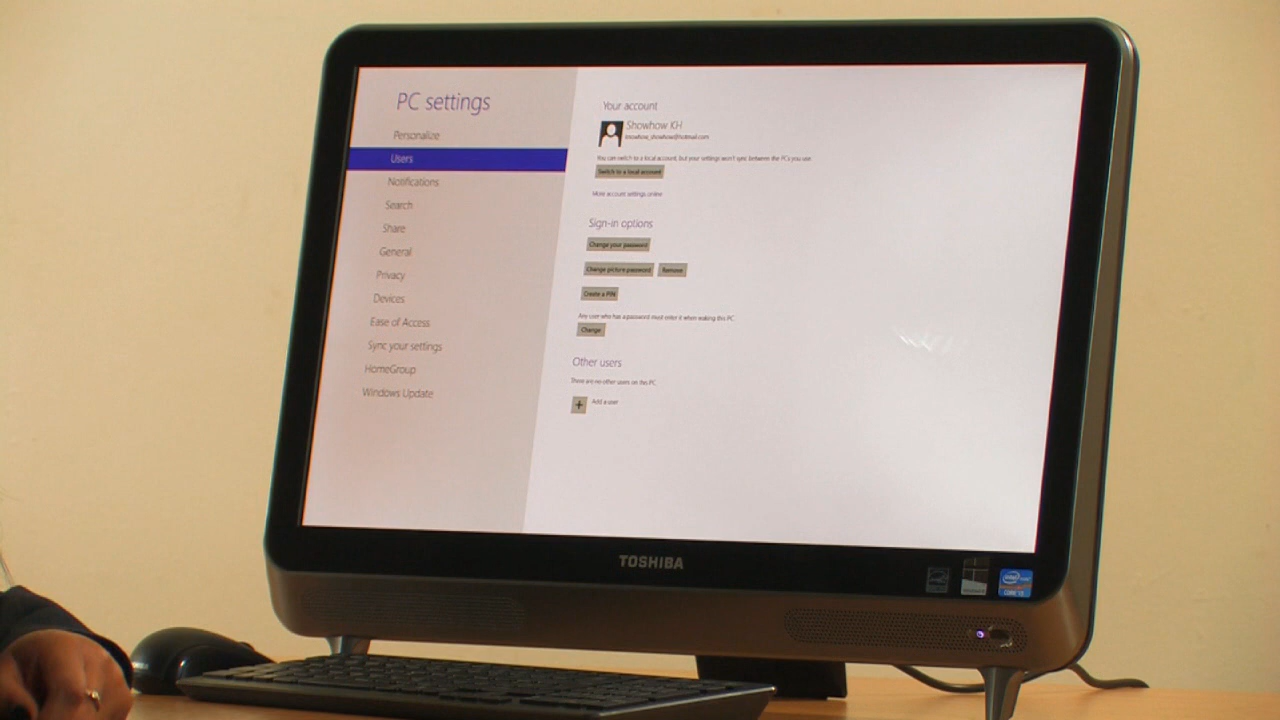 PC settings
Personalize
Users
Notifications
Search
Share
General
Privacy
Devices
Ease of Access
Sync your settings
HomeGroup
Windows Update
Your account
Showhow KH
You can switch to a local account, but your settings won't sync between the PCs you use.
Switch to a local account
More account settings online
Sign-in options
Change your password
Change picture password
Remove
Create a PIN
Any user who has a password must enter it when waking this PC.
Change
Other users
There are no other users on this PC.
+ Add a user
TOSHIBA
intel